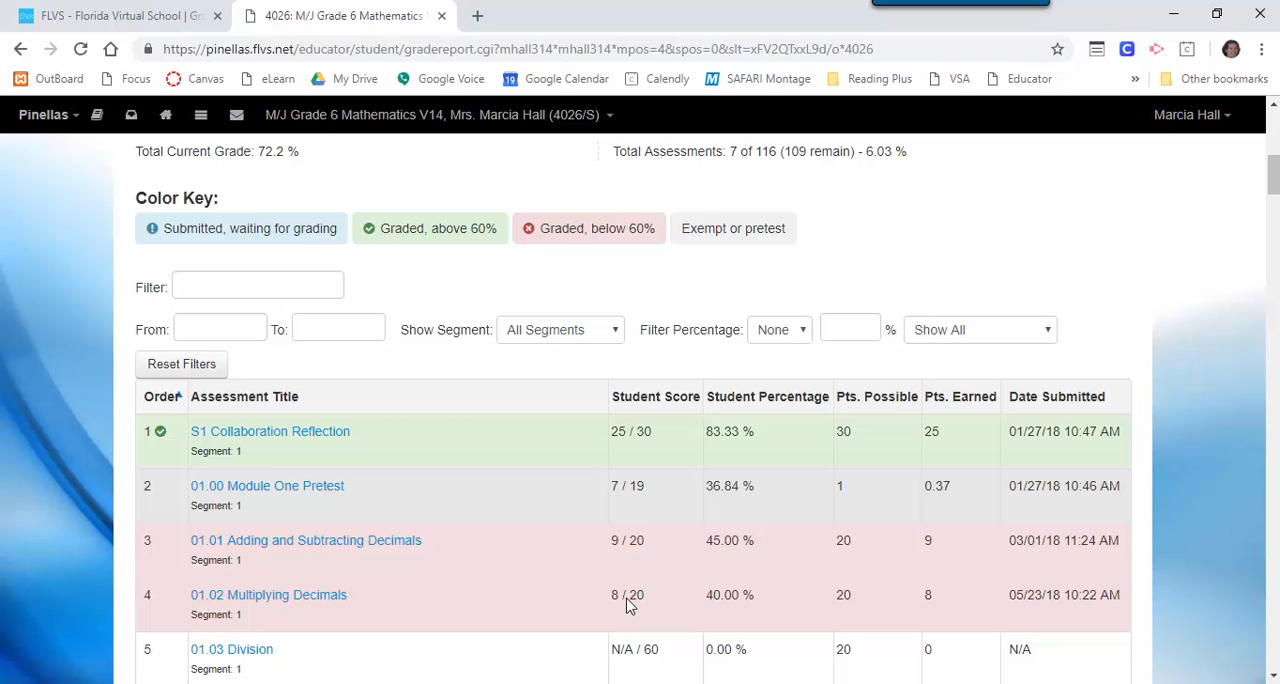 FLVS - Florida Virtual School | Gr
4026: M/J Grade 6 Mathematics
https://pinellas.flvs.net/educator/student/gradereport.cgi?mhall314*mhall314*mpos=4&spos=0&slt=xFV2QTxxL9d/o*4026
OutBoard Focus Canvas eLearn My Drive Google Voice 19 Google Calendar Calendly SAFARI Montage Reading Plus VSA Educator » Other bookmarks
Pinellas M/J Grade 6 Mathematics V14, Mrs. Marcia Hall (4026/S) Marcia Hall
Total Current Grade: 72.2 % Total Assessments: 7 of 116 (109 remain) - 6.03 %
Color Key:
Submitted, waiting for grading Graded, above 60% Graded, below 60% Exempt or pretest
Filter:
From: To: Show Segment: All Segments Filter Percentage: None % Show All
Reset Filters
Order Assessment Title Student Score Student Percentage Pts. Possible Pts. Earned Date Submitted
1 S1 Collaboration Reflection 25 / 30 83.33 % 30 25 01/27/18 10:47 AM
Segment: 1
2 01.00 Module One Pretest 7 / 19 36.84 % 1 0.37 01/27/18 10:46 AM
Segment: 1
3 01.01 Adding and Subtracting Decimals 9 / 20 45.00 % 20 9 03/01/18 11:24 AM
Segment: 1
4 01.02 Multiplying Decimals 8 / 20 40.00 % 20 8 05/23/18 10:22 AM
Segment: 1
5 01.03 Division N/A / 60 0.00 % 20 0 N/A
Segment: 1